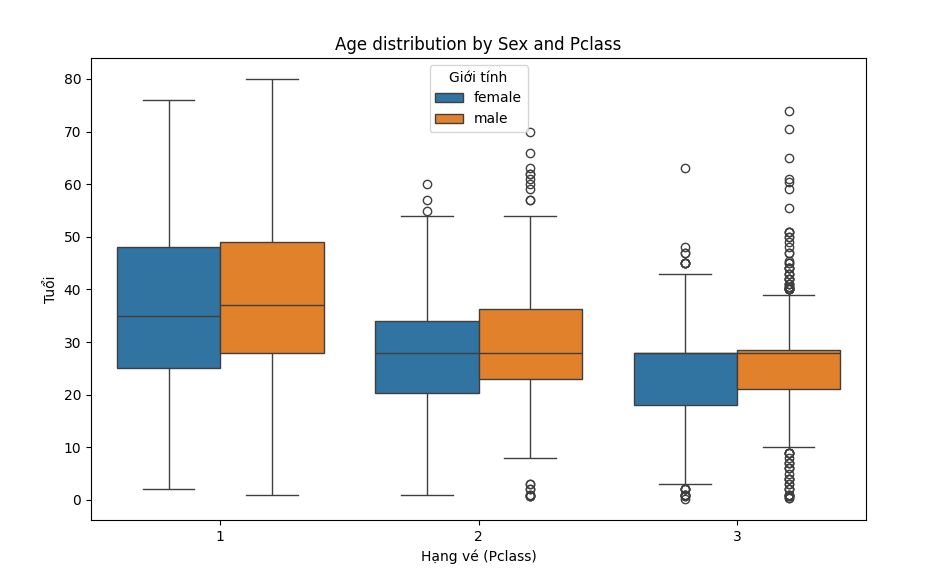 Age distribution by Sex and Pclass
Giới tính
female
male
80
70
60
50
40
30
20
10
0
Tuổi
1 2 3
Hạng vé (Pclass)